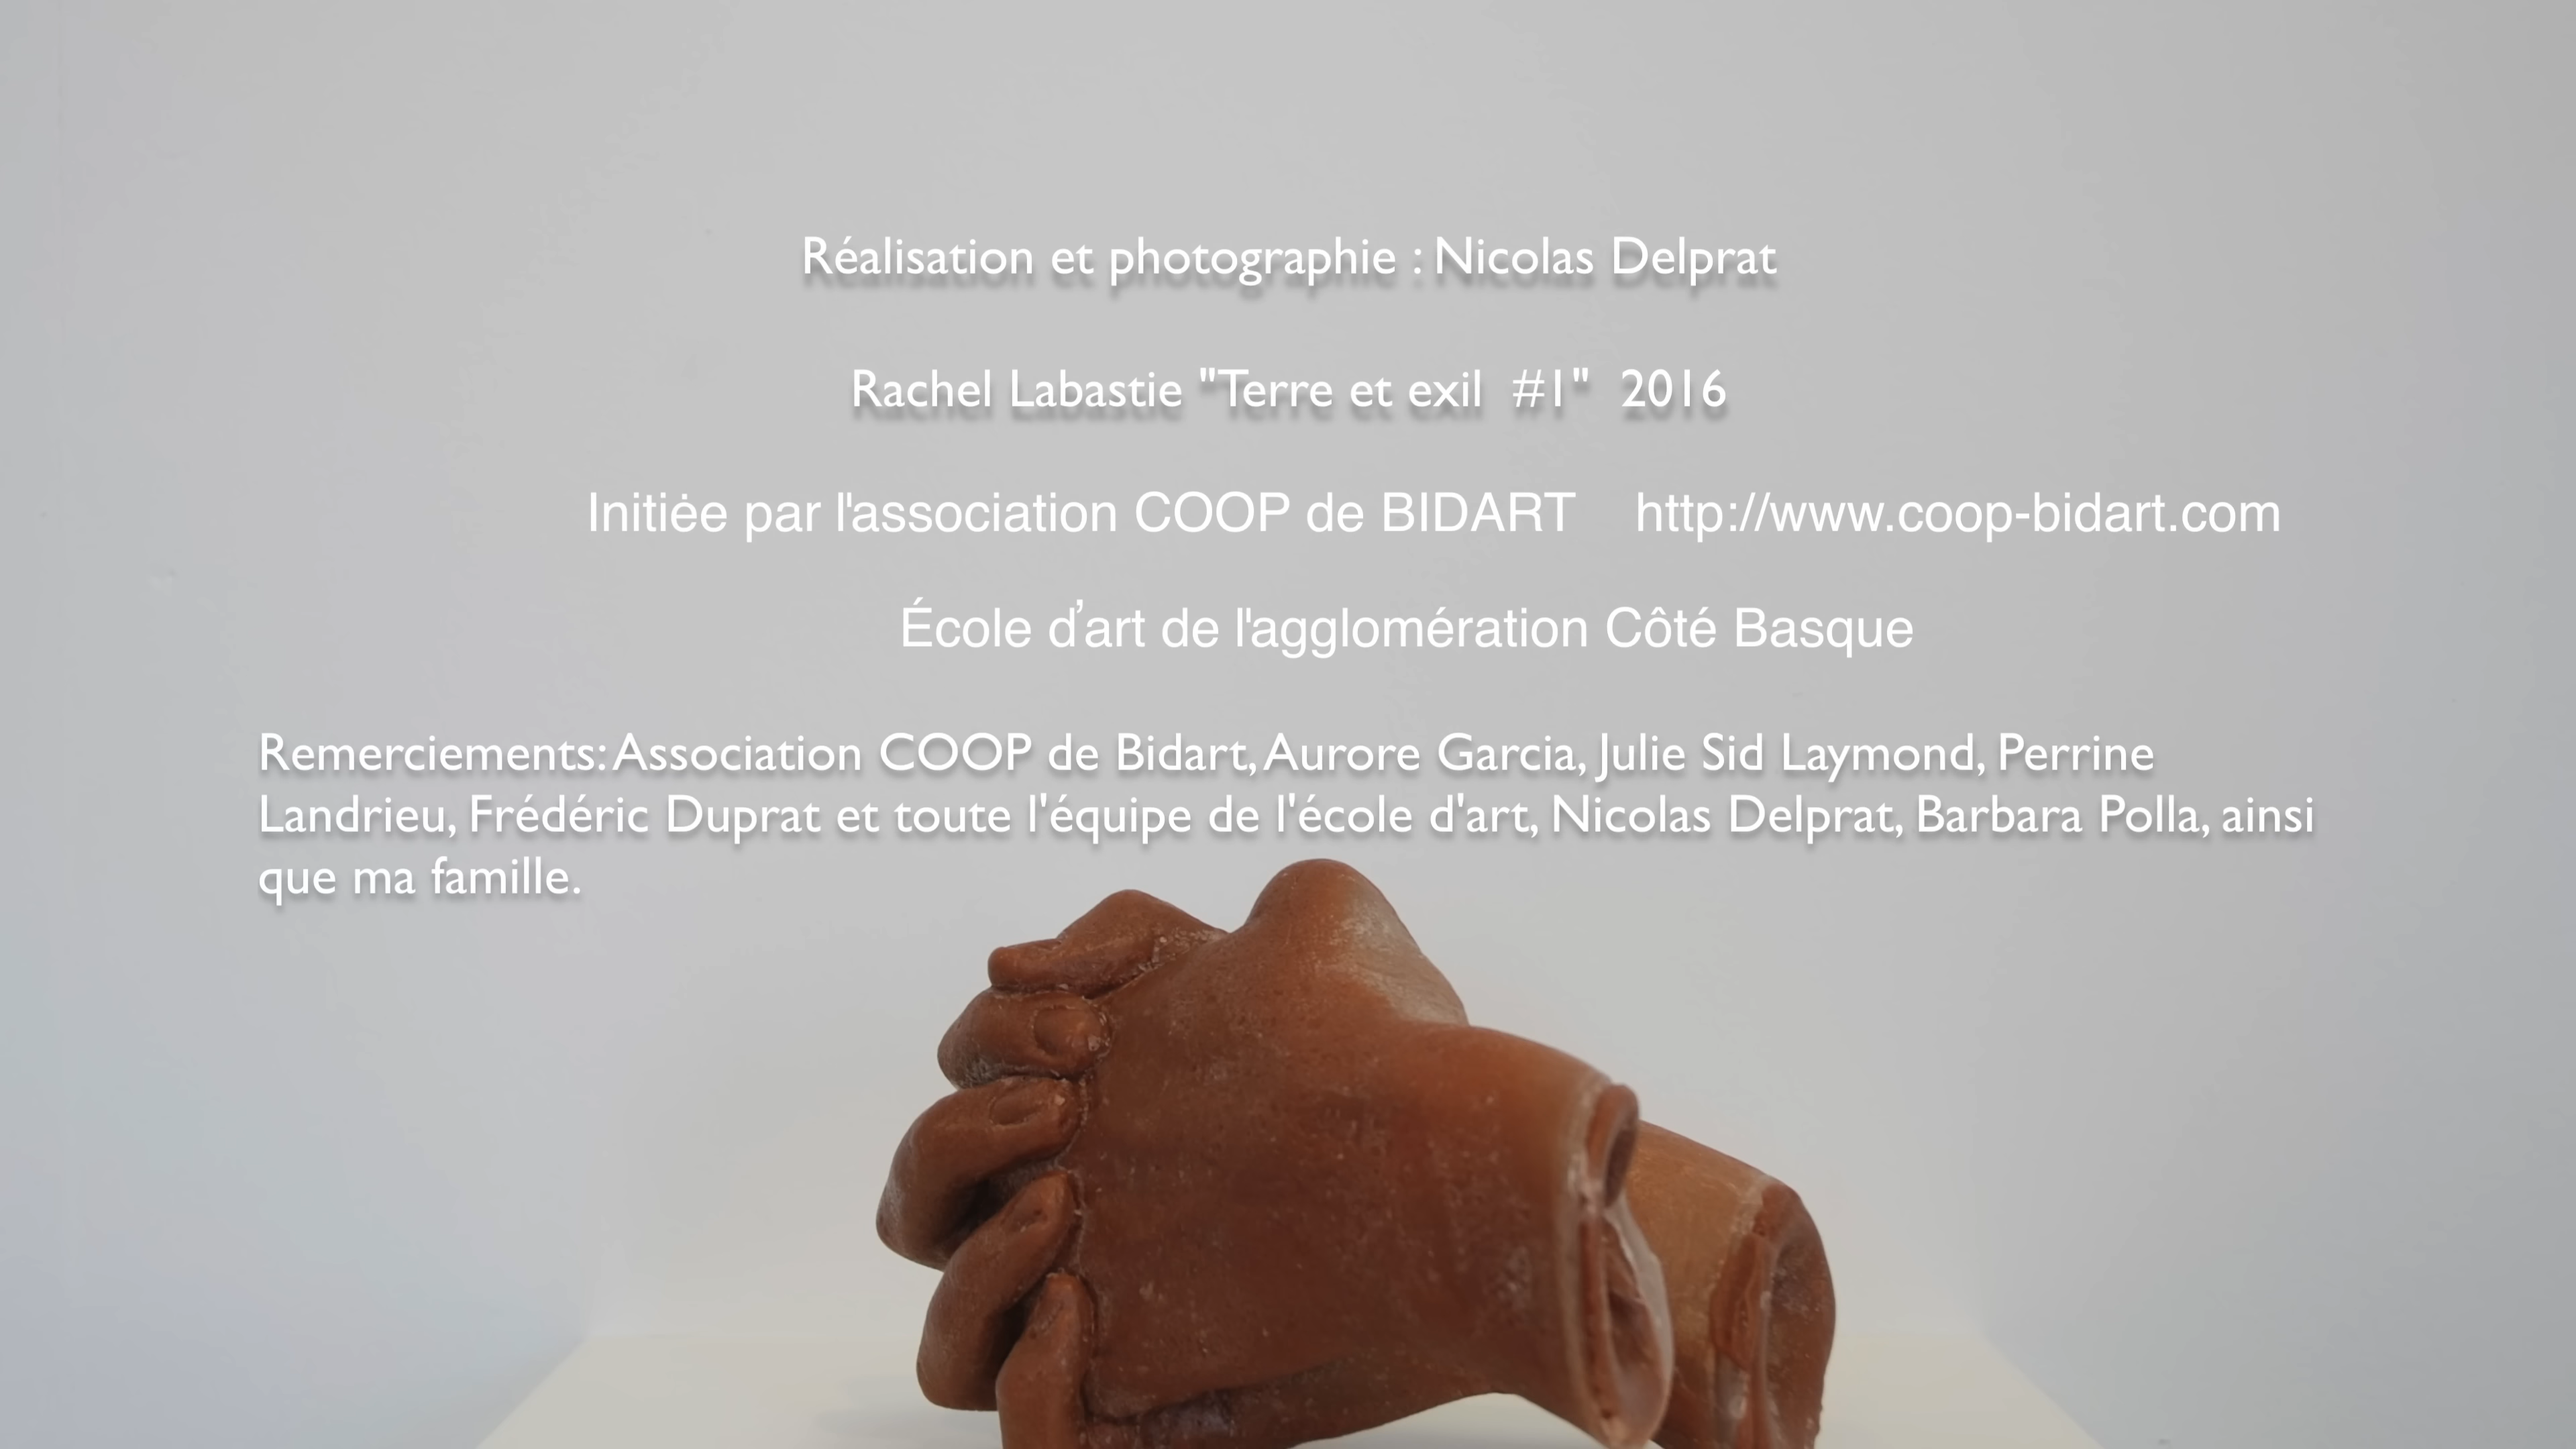 Réalisation et photographie : Nicolas Delprat
Rachel Labastie "Terre et exil  #1"  2016
Initiėe par l'association COOP de BIDART    http://www.coop-bidart.com
École d’art de l'agglomération Côté Basque
Remerciements: Association COOP de Bidart, Aurore Garcia, Julie Sid Laymond, Perrine
Landrieu, Frédéric Duprat et toute l'équipe de l'école d'art, Nicolas Delprat, Barbara Polla, ainsi
que ma famille.